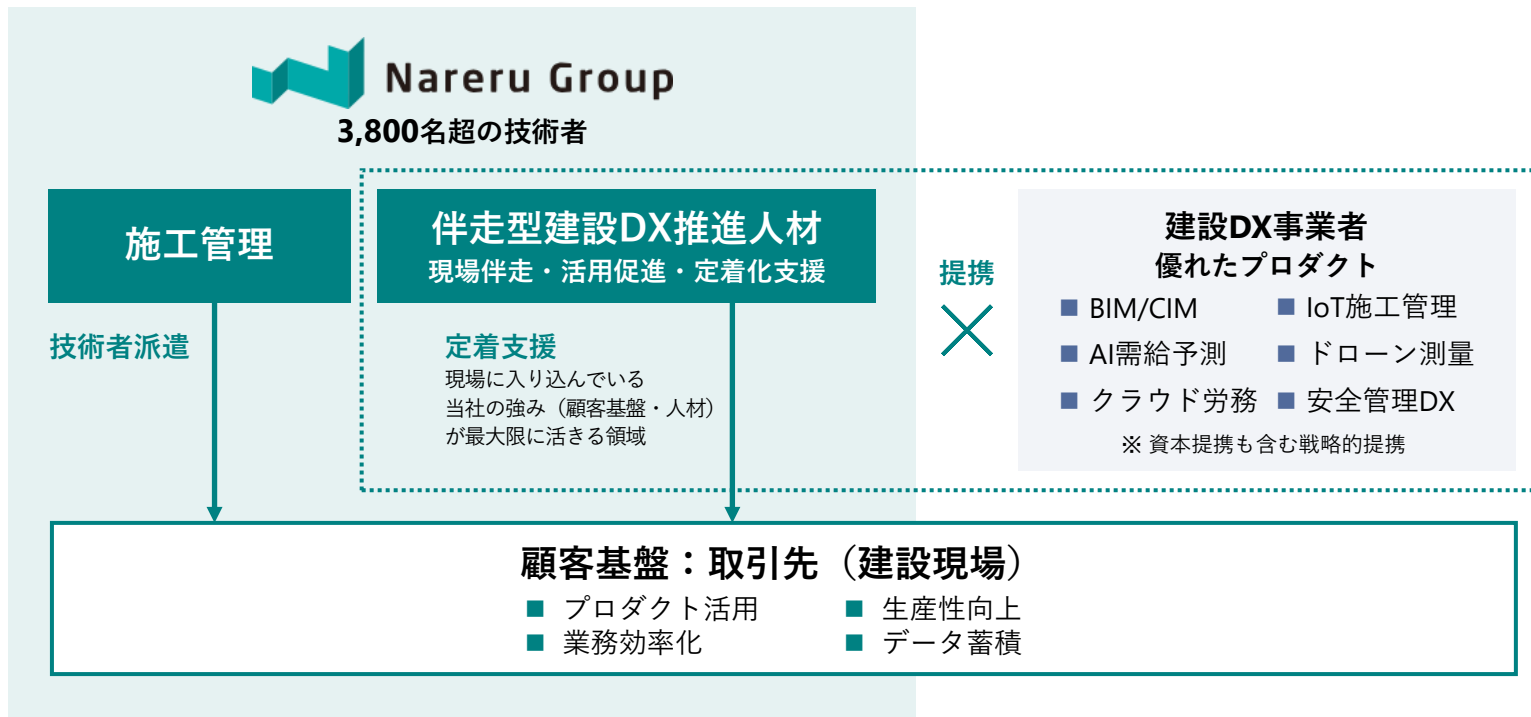 Nareru Group
3,800名超の技術者
施工管理
伴走型建設DX推進人材
現場伴走・活用促進・定着化支援
技術者派遣
定着支援
現場に入り込んでいる
当社の強み（顧客基盤・人材）
が最大限に活きる領域
提携
建設DX事業者
優れたプロダクト
BIM/CIM
IoT施工管理
AI需給予測
ドローン測量
クラウド労務
安全管理DX
※ 資本提携も含む戦略的提携
顧客基盤：取引先（建設現場）
プロダクト活用
生産性向上
業務効率化
データ蓄積